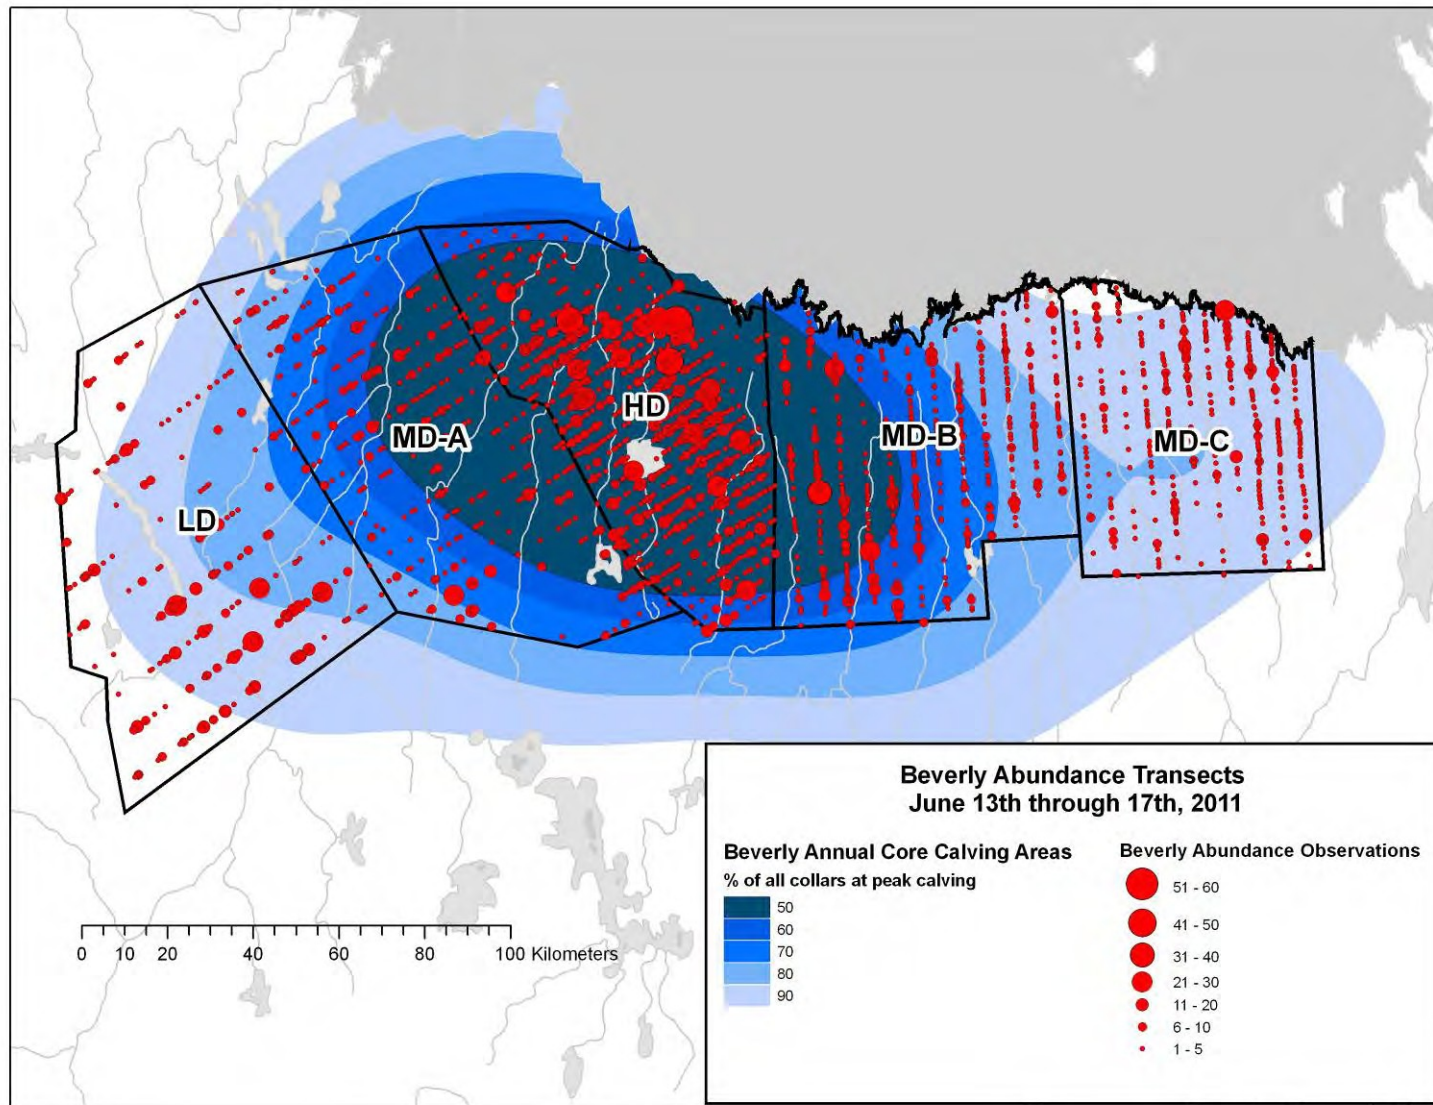 HD
MD-A
MD-B
MD-C
LD
Beverly Abundance Transects
June 13th through 17th, 2011
Beverly Annual Core Calving Areas
% of all collars at peak calving
50
60
70
80
90
Beverly Abundance Observations
51 - 60
41 - 50
31 - 40
21 - 30
11 - 20
6 - 10
1 - 5
0 10 20 40 60 80 100 Kilometers